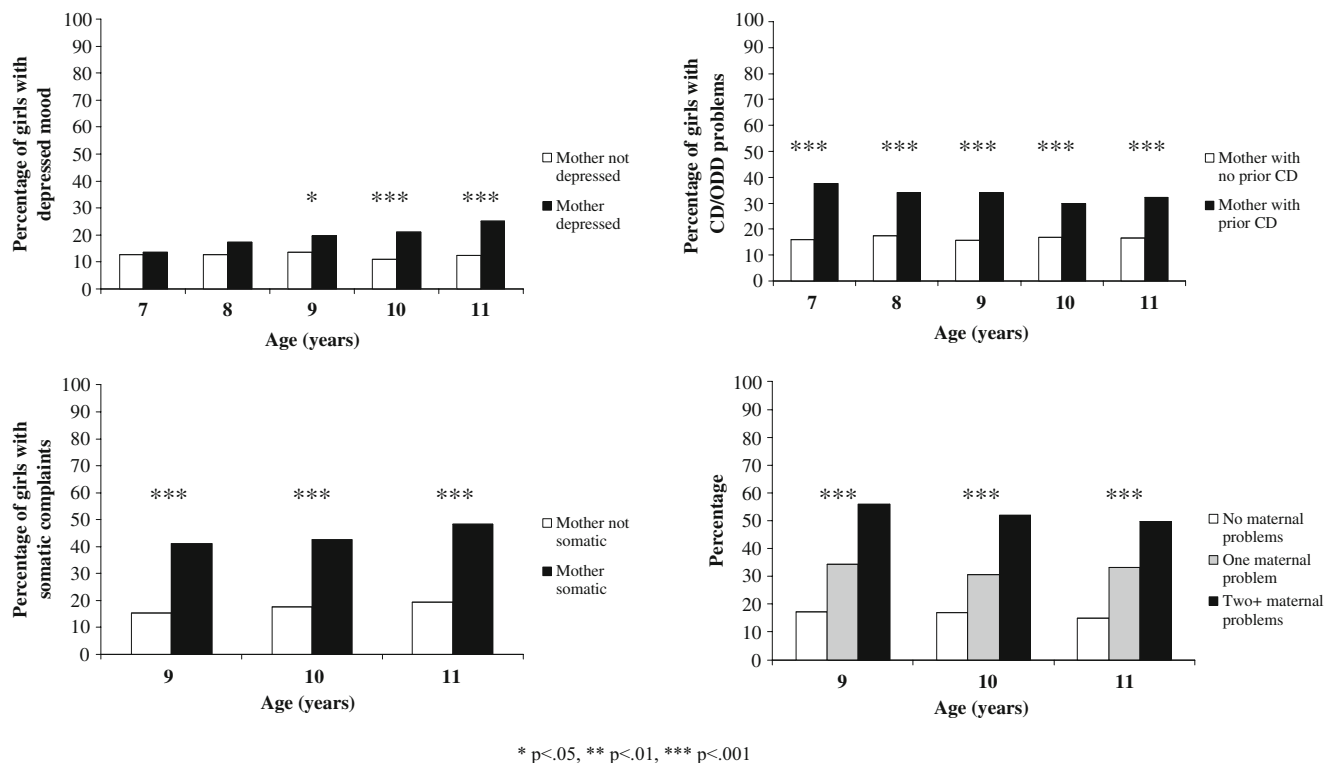 Percentage of girls with
depressed mood
100
90
80
70
60
50
40
30
20
10
0
* *** ***
7 8 9 10 11
Age (years)
Mother not
depressed
Mother
depressed
Percentage of girls with
CD/ODD problems
100
90
80
70
60
50
40
30
20
10
0
*** *** *** *** ***
7 8 9 10 11
Age (years)
Mother with
no prior CD
Mother with
prior CD
Percentage of girls with
somatic complaints
100
90
80
70
60
50
40
30
20
10
0
*** *** ***
9 10 11
Age (years)
Mother not
somatic
Mother
somatic
Percentage
100
90
80
70
60
50
40
30
20
10
0
*** *** ***
9 10 11
Age (years)
No maternal
problems
One maternal
problem
Two+ maternal
problems
* p<.05, ** p<.01, *** p<.001